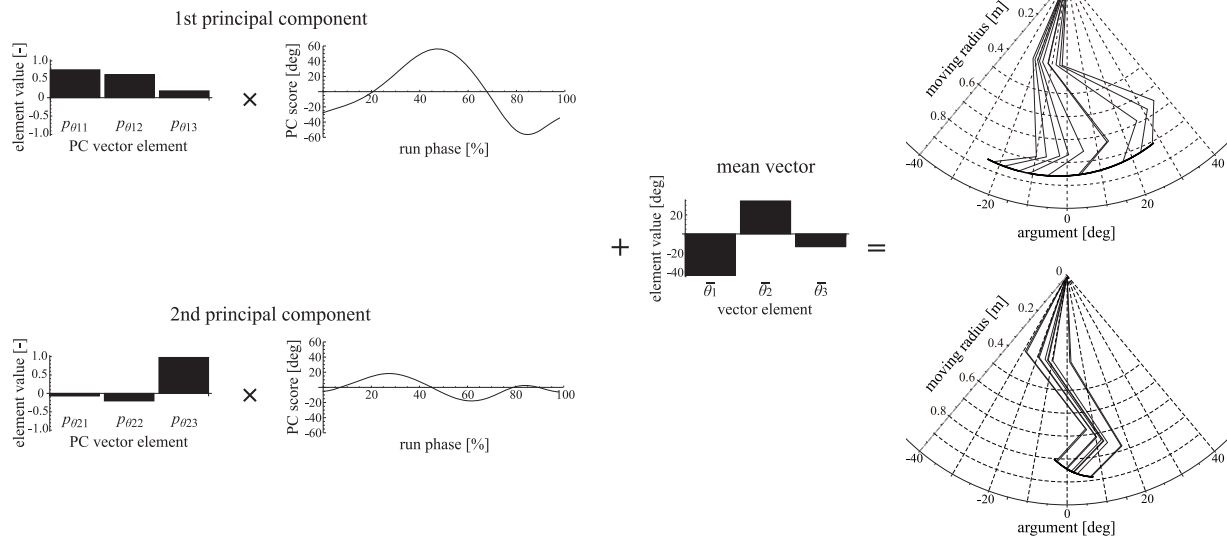 1st principal component
element value [-]
1.0
0.5
0
-0.5
-1.0
pθ11 pθ12 pθ13
PC vector element
×
PC score [deg]
60
40
20
0
-20
-40
-60
20 40 60 80 100
run phase [%]
2nd principal component
element value [-]
1.0
0.5
0
-0.5
-1.0
pθ21 pθ22 pθ23
PC vector element
×
PC score [deg]
60
40
20
0
-20
-40
-60
20 40 60 80 100
run phase [%]
+
mean vector
element value [deg]
20
-20
-40
θ̄1 θ̄2 θ̄3
vector element
=
moving radius [m]
0.2
0.4
0.6
0.8
-40 40
-20 20
0
argument [deg]
0
moving radius [m]
0.2
0.4
0.6
0.8
-40 40
-20 20
0
argument [deg]